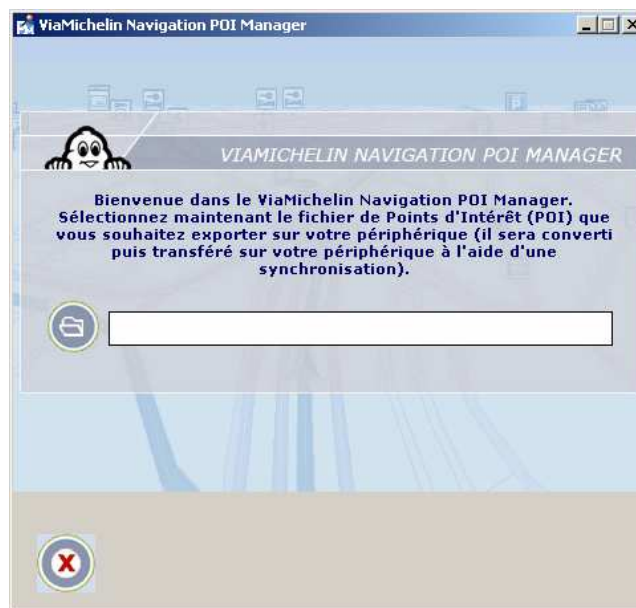 ViaMichelin Navigation POI Manager
VIAMICHELIN NAVIGATION POI MANAGER
Bienvenue dans le ViaMichelin Navigation POI Manager.
Sélectionnez maintenant le fichier de Points d'Intérêt (POI) que
vous souhaitez exporter sur votre périphérique (il sera converti
puis transféré sur votre périphérique à l'aide d'une
synchronisation).